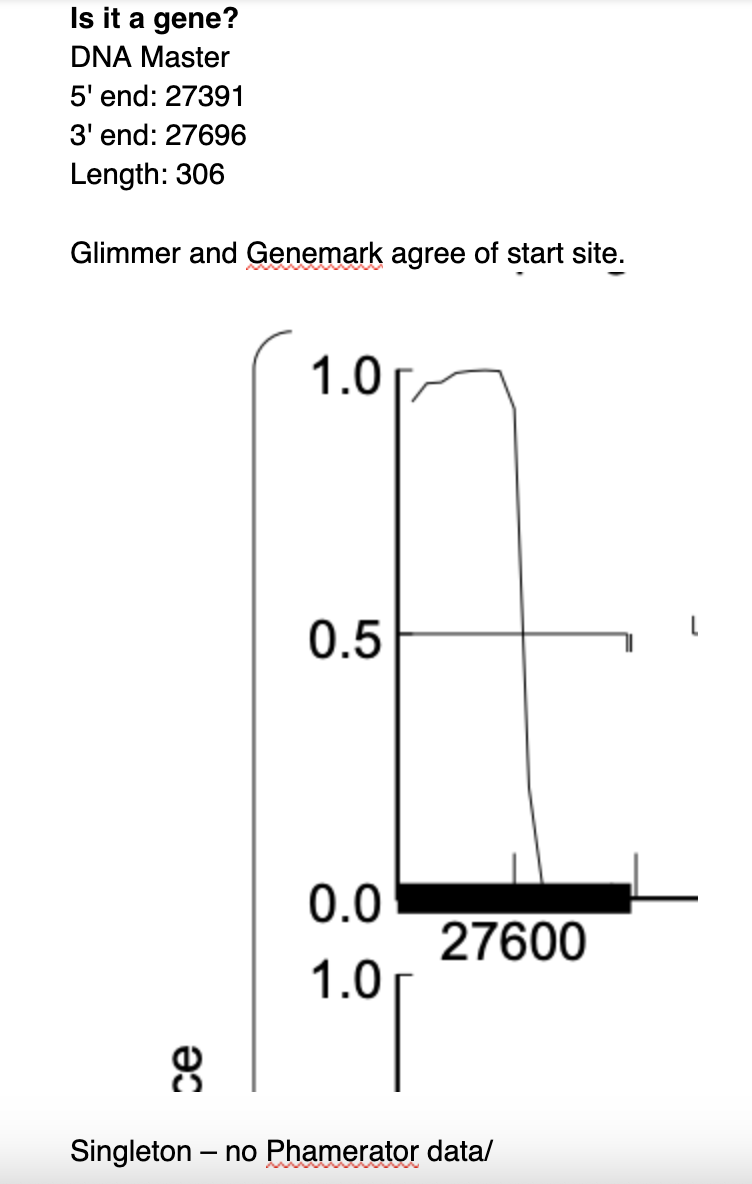 Is it a gene?
DNA Master
5' end: 27391
3' end: 27696
Length: 306
Glimmer and Genemark agree of start site.
1.0
0.5
0.0
27600
1.0
ce
Singleton – no Phamerator data/